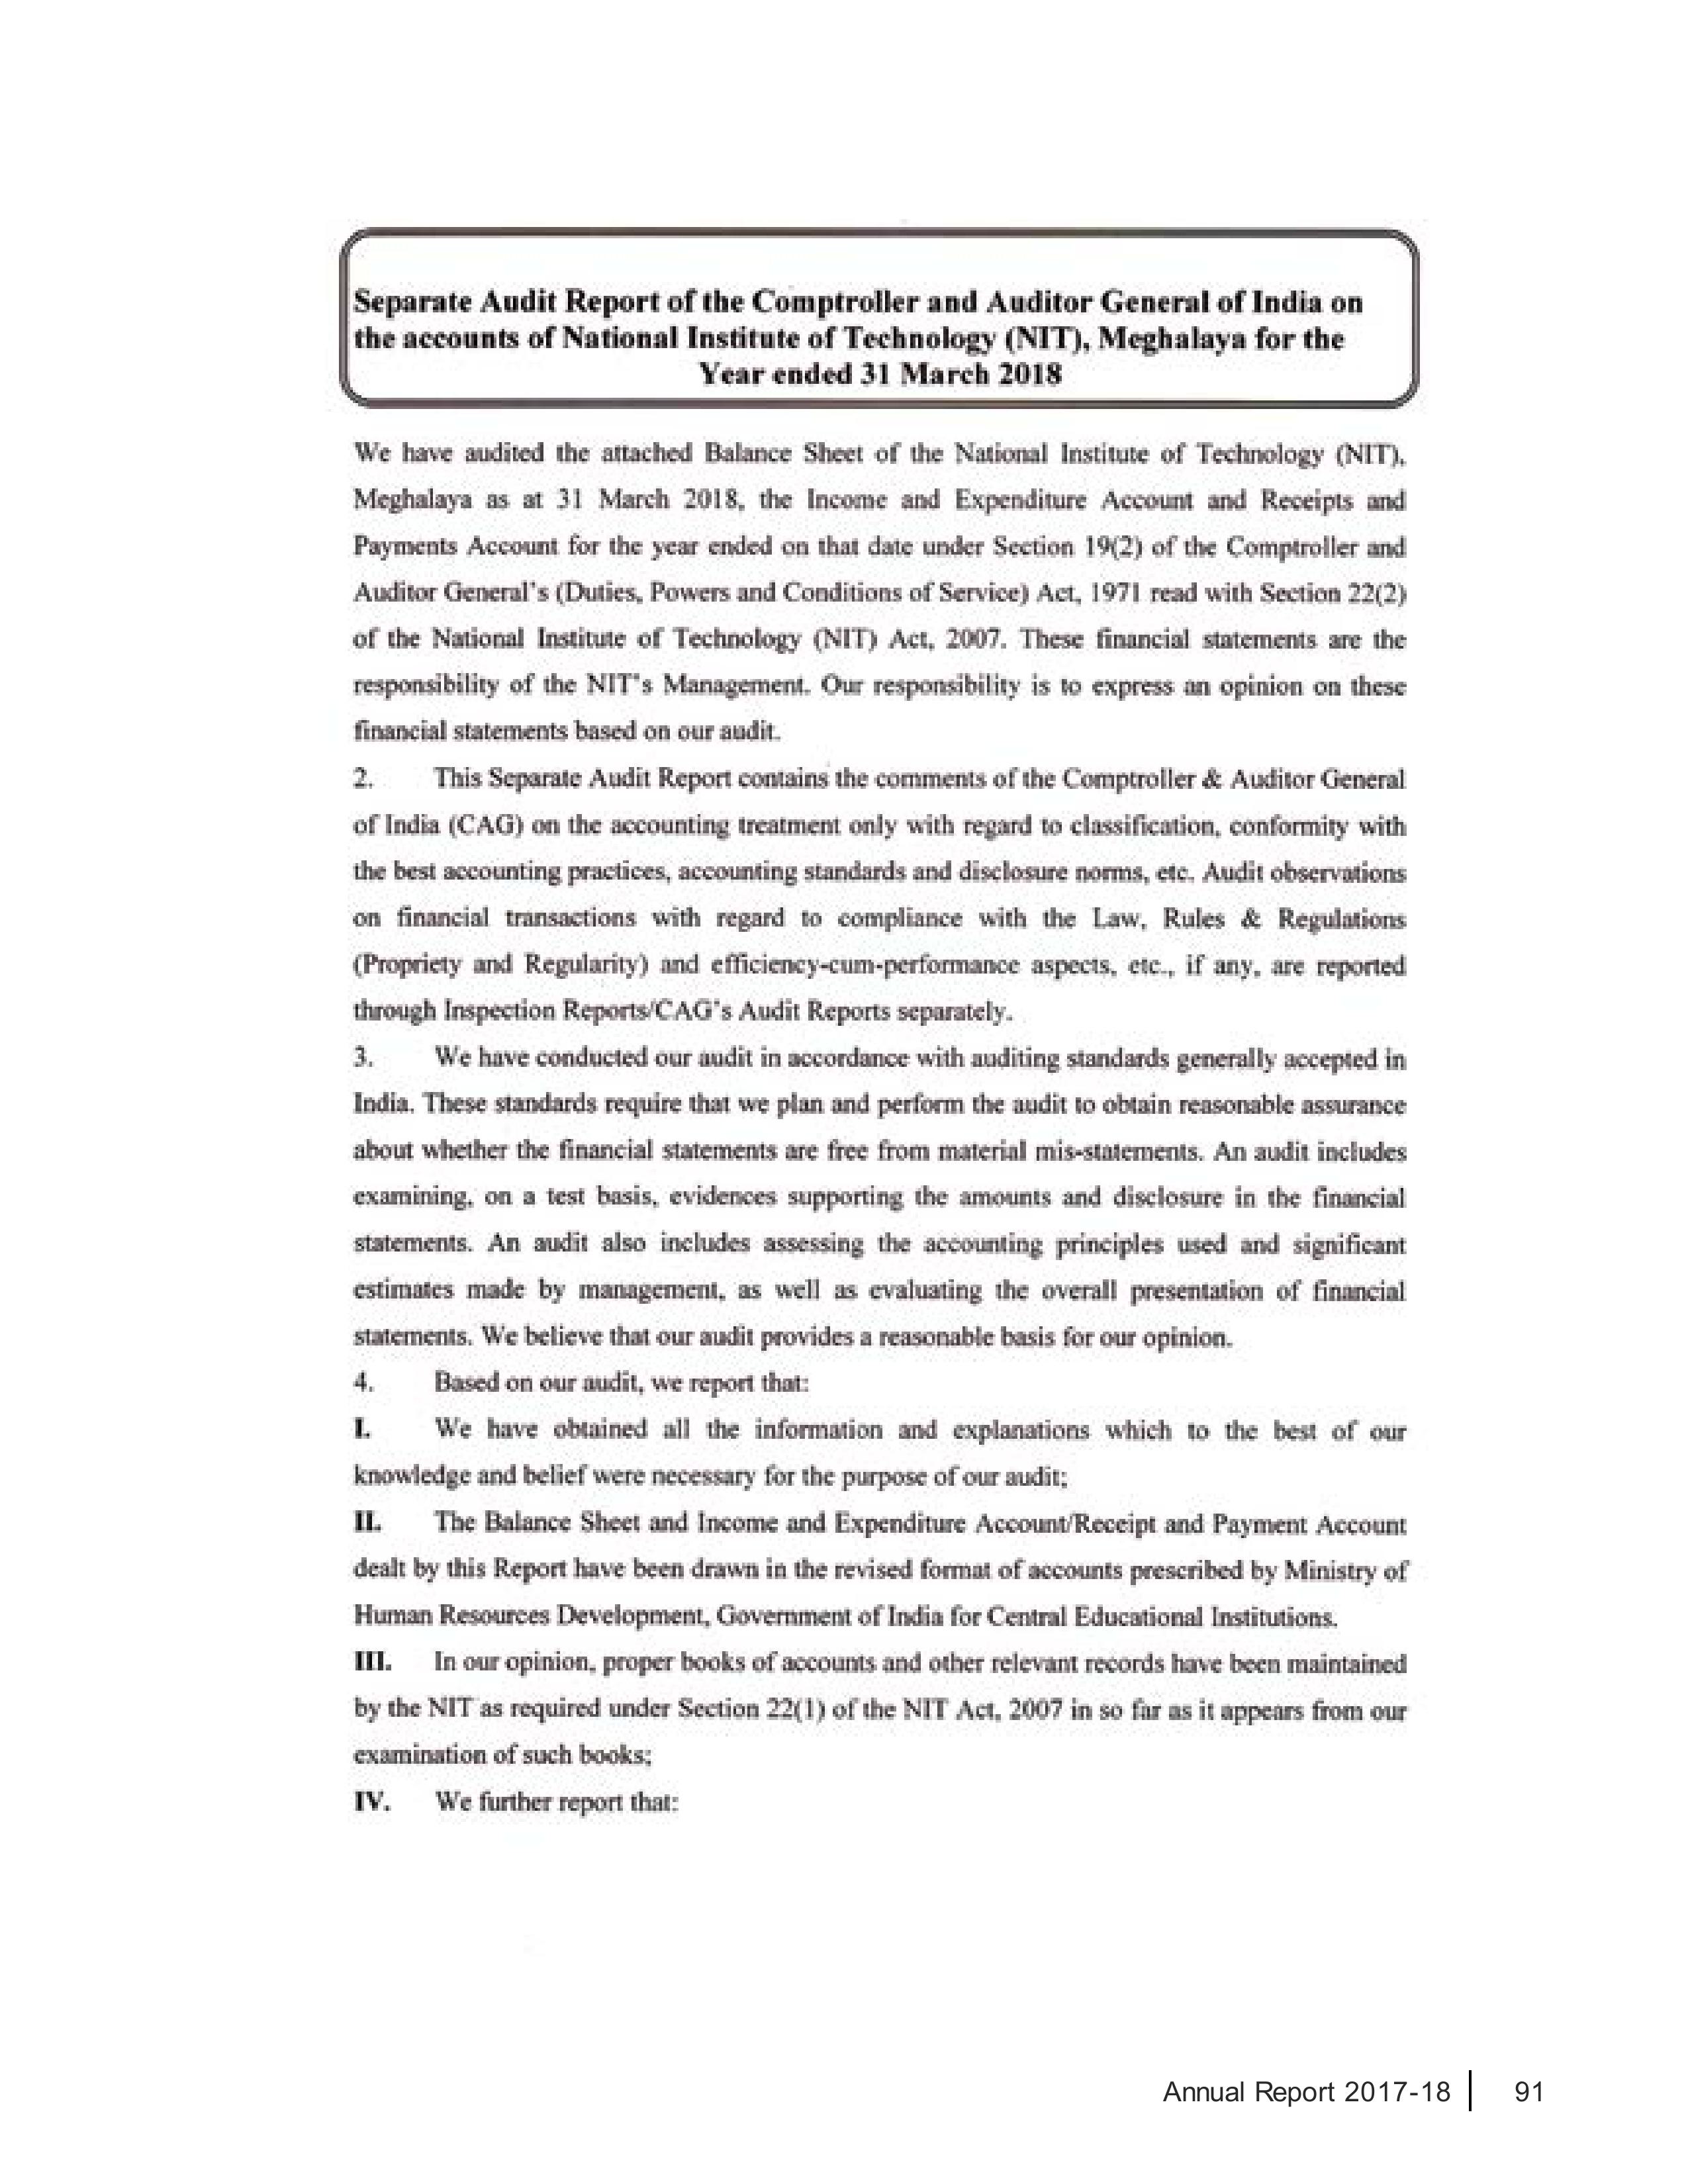 Separate Audit Report of the Comptroller and Auditor General of India on
the accounts of National Institute of Technology (NIT), Meghalaya for the
Year ended 31 March 2018
We have audited the attached Balance Sheet of the National Institute of Technology (NIT),
Meghalaya as at 31 March 2018, the Income and Expenditure Account and Receipts and
Payments Account for the year ended on that date under Section 19(2) of the Comptroller and
Auditor General's (Duties, Powers and Conditions of Service) Act, 1971 read with Section 22(2)
of the National Institute of Technology (NIT) Act, 2007. These financial statements are the
responsibility of the NIT's Management. Our responsibility is to express an opinion on these
financial statements based on our audit.
2. This Separate Audit Report contains the comments of the Comptroller & Auditor General
of India (CAG) on the accounting treatment only with regard to classification, conformity with
the best accounting practices, accounting standards and disclosure norms, etc. Audit observations
on financial transactions with regard to compliance with the Law, Rules & Regulations
(Propriety and Regularity) and efficiency-cum-performance aspects, etc., if any, are reported
through Inspection Reports/CAG's Audit Reports separately.
3. We have conducted our audit in accordance with auditing standards generally accepted in
India. These standards require that we plan and perform the audit to obtain reasonable assurance
about whether the financial statements are free from material mis-statements. An audit includes
examining, on a test basis, evidences supporting the amounts and disclosure in the financial
statements. An audit also includes assessing the accounting principles used and significant
estimates made by management, as well as evaluating the overall presentation of financial
statements. We believe that our audit provides a reasonable basis for our opinion.
4. Based on our audit, we report that:
I. We have obtained all the information and explanations which to the best of our
knowledge and belief were necessary for the purpose of our audit;
II. The Balance Sheet and Income and Expenditure Account/Receipt and Payment Account
dealt by this Report have been drawn in the revised format of accounts prescribed by Ministry of
Human Resources Development, Government of India for Central Educational Institutions.
III. In our opinion, proper books of accounts and other relevant records have been maintained
by the NIT as required under Section 22(1) of the NIT Act, 2007 in so far as it appears from our
examination of such books;
IV. We further report that:
Annual Report 2017-18 91